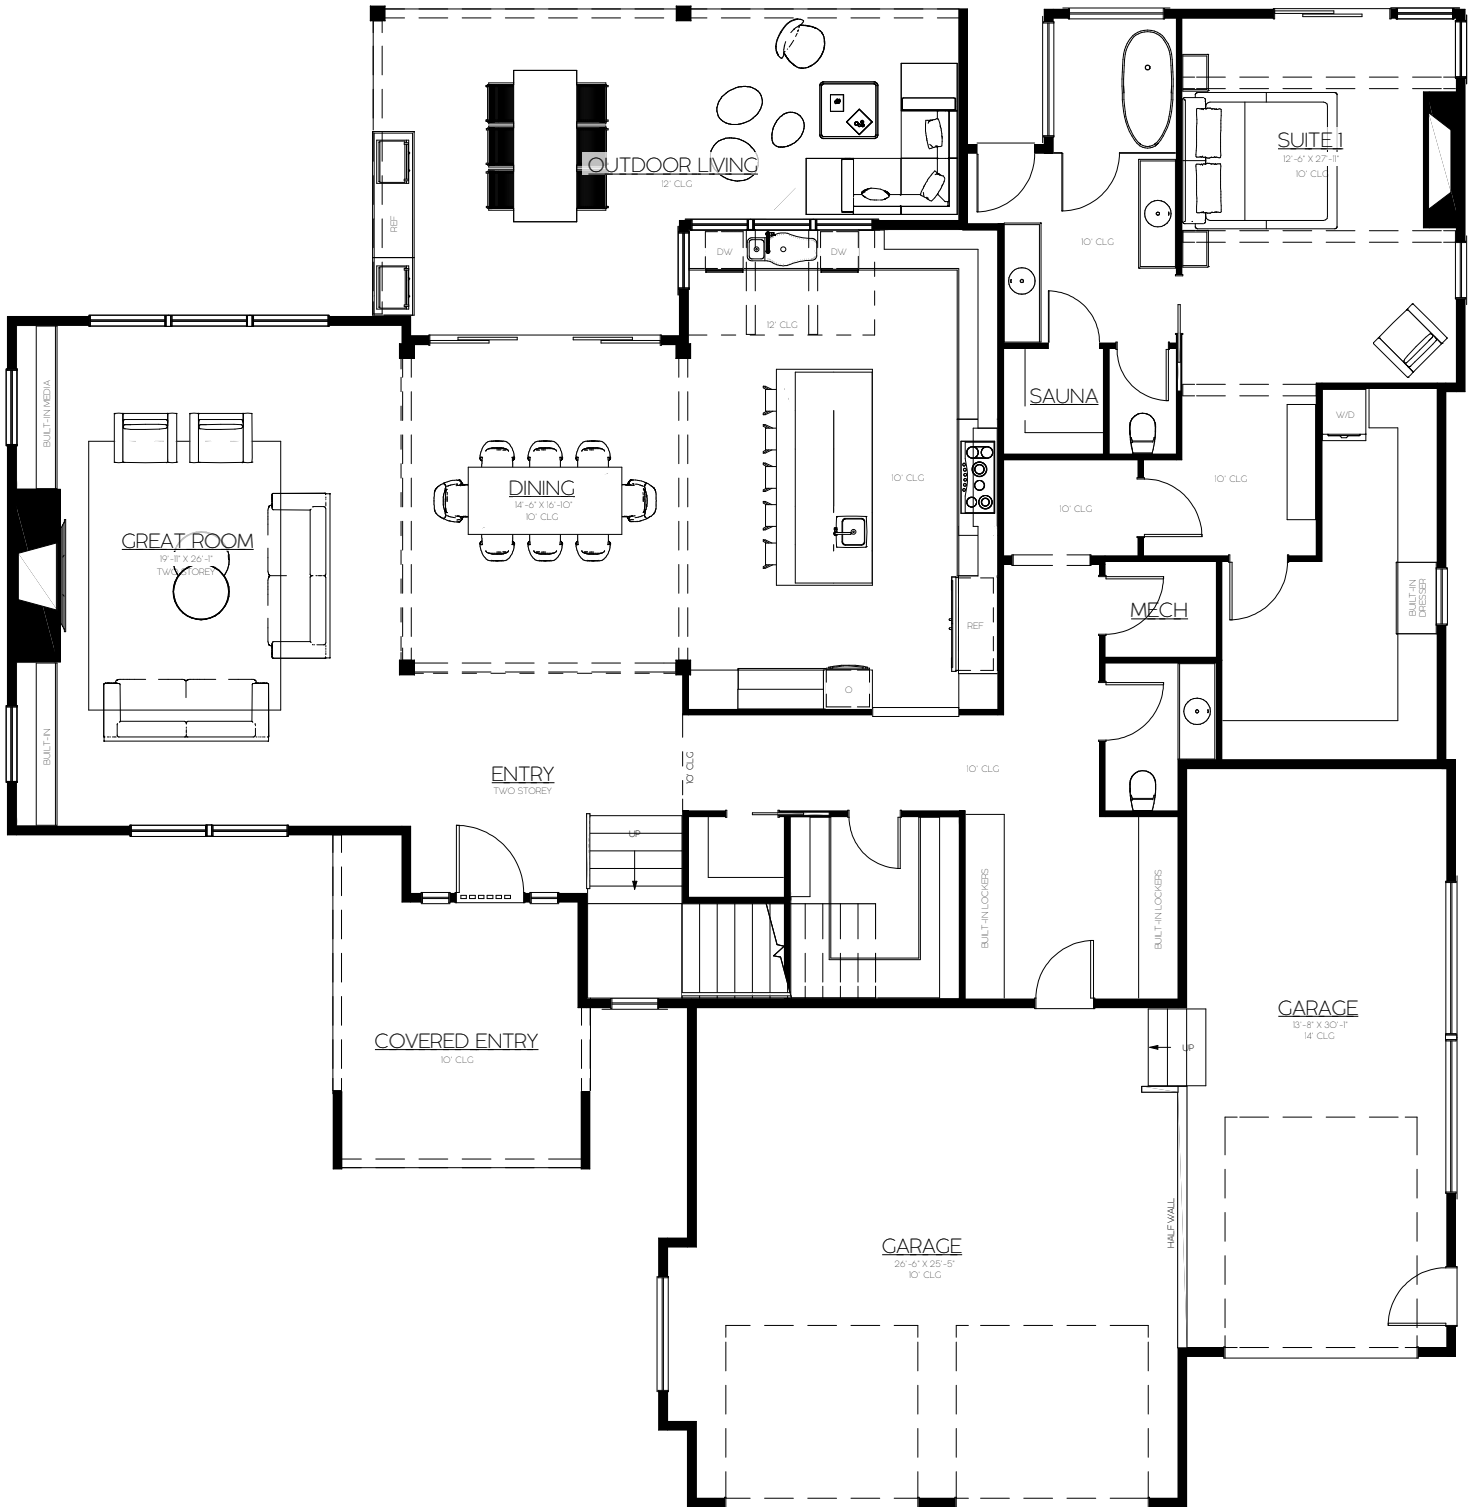 OUTDOOR LIVING
12' CLG
REF
SUITE 1
12'-6" X 27'-11"
10' CLG
10' CLG
DW
DW
12' CLG
BUILT-IN MEDIA
SAUNA
W/D
GREAT ROOM
19'-11" X 26'-1"
TWO STOREY
DINING
14'-6" X 16'-10"
10' CLG
10' CLG
10' CLG
10' CLG
MECH
BUILT-IN
DRESSER
REF
O
BUILT-IN
ENTRY
TWO STOREY
10' CLG
10' CLG
UP
BUILT-IN LOCKERS
BUILT-IN LOCKERS
COVERED ENTRY
10' CLG
GARAGE
13'-8" X 30'-1"
14' CLG
UP
HALF WALL
GARAGE
26'-6" X 25'-5"
10' CLG